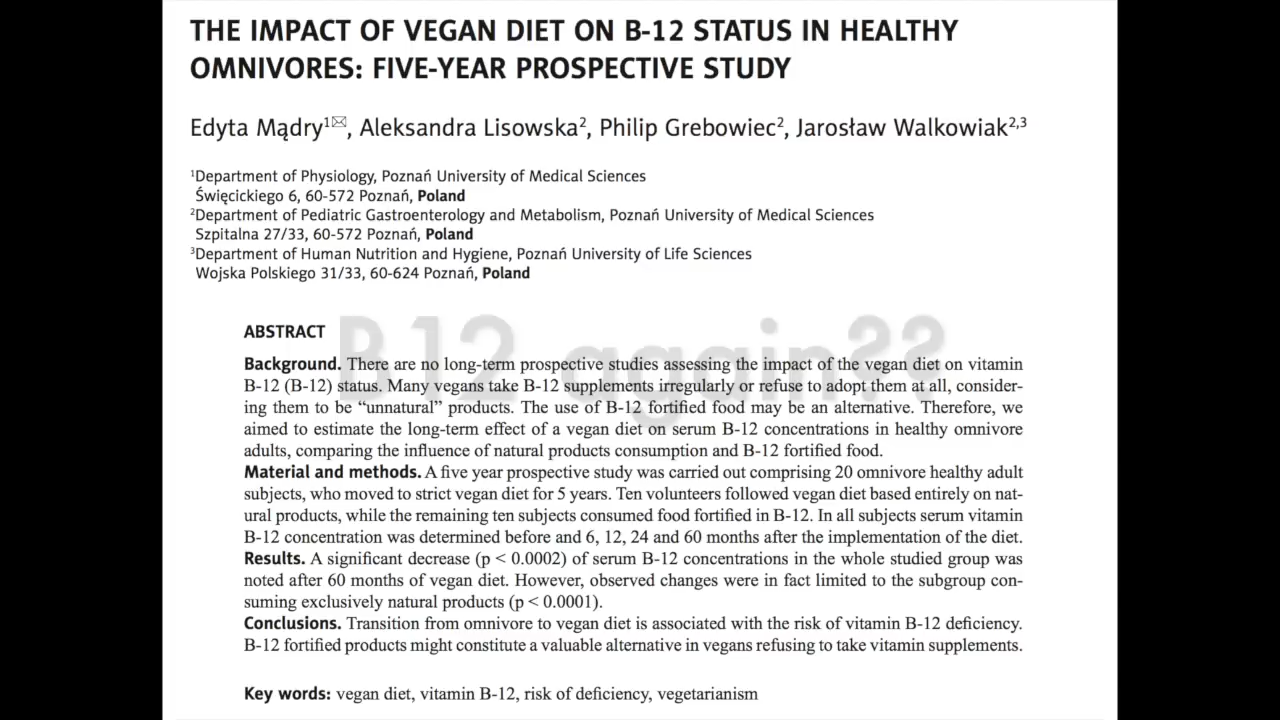 THE IMPACT OF VEGAN DIET ON B-12 STATUS IN HEALTHY
OMNIVORES: FIVE-YEAR PROSPECTIVE STUDY
Edyta Mądry¹✉, Aleksandra Lisowska², Philip Grebowiec², Jarosław Walkowiak²,³
¹Department of Physiology, Poznań University of Medical Sciences
Święcickiego 6, 60-572 Poznań, Poland
²Department of Pediatric Gastroenterology and Metabolism, Poznań University of Medical Sciences
Szpitalna 27/33, 60-572 Poznań, Poland
³Department of Human Nutrition and Hygiene, Poznań University of Life Sciences
Wojska Polskiego 31/33, 60-624 Poznań, Poland
ABSTRACT
B12 again??
Background. There are no long-term prospective studies assessing the impact of the vegan diet on vitamin
B-12 (B-12) status. Many vegans take B-12 supplements irregularly or refuse to adopt them at all, consider-
ing them to be “unnatural” products. The use of B-12 fortified food may be an alternative. Therefore, we
aimed to estimate the long-term effect of a vegan diet on serum B-12 concentrations in healthy omnivore
adults, comparing the influence of natural products consumption and B-12 fortified food.
Material and methods. A five year prospective study was carried out comprising 20 omnivore healthy adult
subjects, who moved to strict vegan diet for 5 years. Ten volunteers followed vegan diet based entirely on nat-
ural products, while the remaining ten subjects consumed food fortified in B-12. In all subjects serum vitamin
B-12 concentration was determined before and 6, 12, 24 and 60 months after the implementation of the diet.
Results. A significant decrease (p < 0.0002) of serum B-12 concentrations in the whole studied group was
noted after 60 months of vegan diet. However, observed changes were in fact limited to the subgroup con-
suming exclusively natural products (p < 0.0001).
Conclusions. Transition from omnivore to vegan diet is associated with the risk of vitamin B-12 deficiency.
B-12 fortified products might constitute a valuable alternative in vegans refusing to take vitamin supplements.
Key words: vegan diet, vitamin B-12, risk of deficiency, vegetarianism